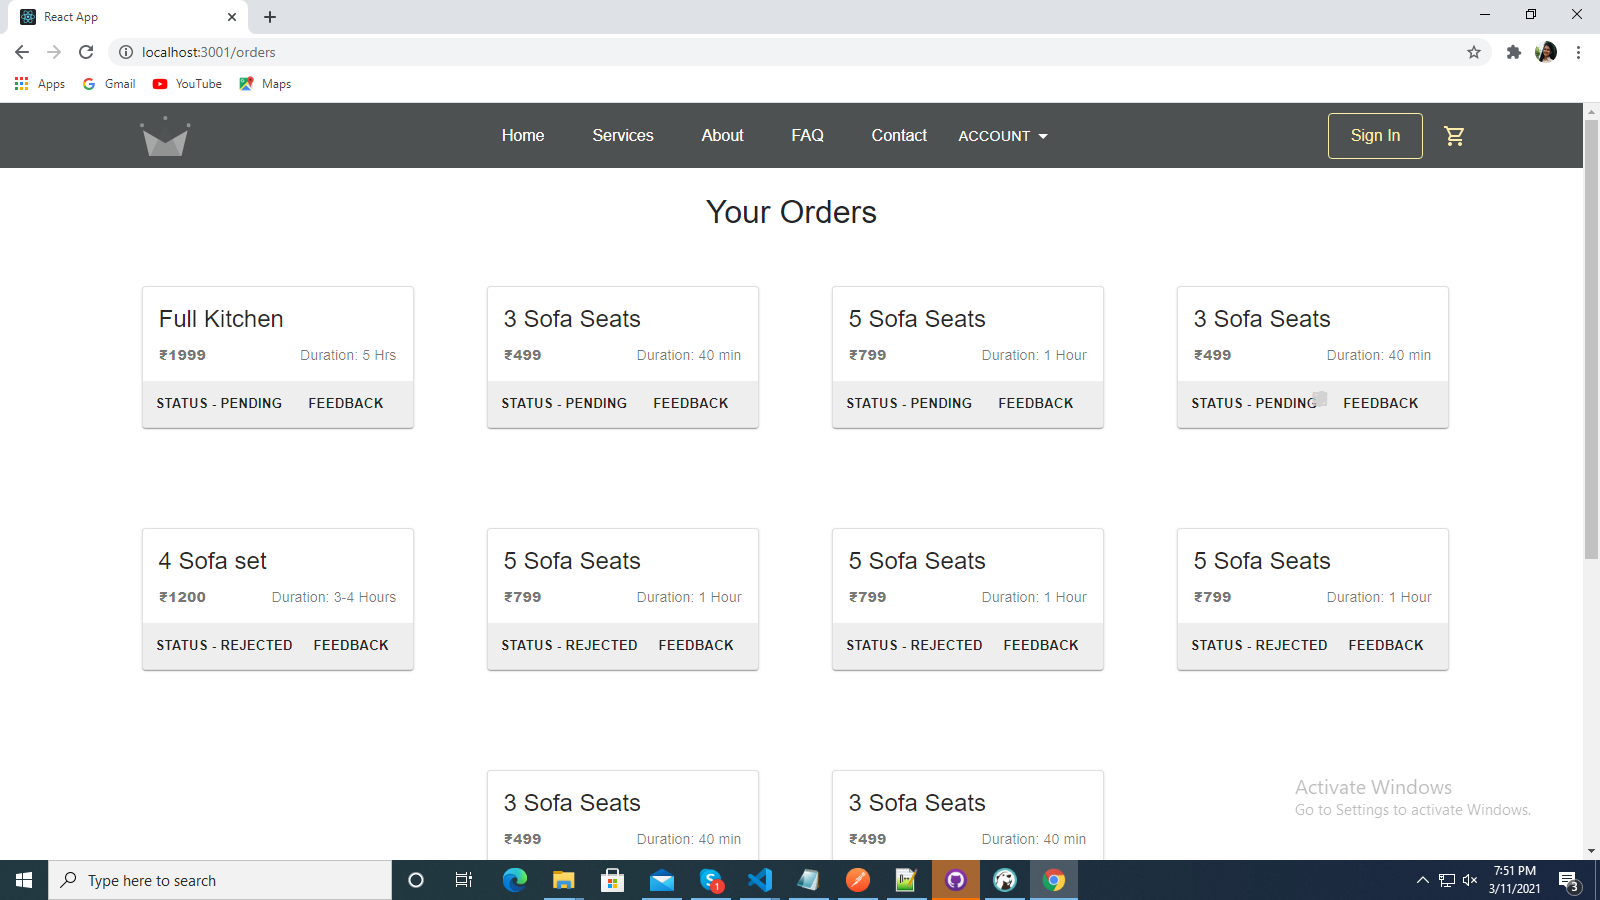 React App
localhost:3001/orders
Apps
Gmail
YouTube
Maps
Home
Services
About
FAQ
Contact
ACCOUNT
Sign In
Your Orders
Full Kitchen
₹1999
Duration: 5 Hrs
STATUS - PENDING
FEEDBACK
3 Sofa Seats
₹499
Duration: 40 min
STATUS - PENDING
FEEDBACK
5 Sofa Seats
₹799
Duration: 1 Hour
STATUS - PENDING
FEEDBACK
3 Sofa Seats
₹499
Duration: 40 min
STATUS - PENDING
FEEDBACK
4 Sofa set
₹1200
Duration: 3-4 Hours
STATUS - REJECTED
FEEDBACK
5 Sofa Seats
₹799
Duration: 1 Hour
STATUS - REJECTED
FEEDBACK
5 Sofa Seats
₹799
Duration: 1 Hour
STATUS - REJECTED
FEEDBACK
5 Sofa Seats
₹799
Duration: 1 Hour
STATUS - REJECTED
FEEDBACK
3 Sofa Seats
₹499
Duration: 40 min
3 Sofa Seats
₹499
Duration: 40 min
Activate Windows
Go to Settings to activate Windows.
Type here to search
1
7:51 PM
3/11/2021
3